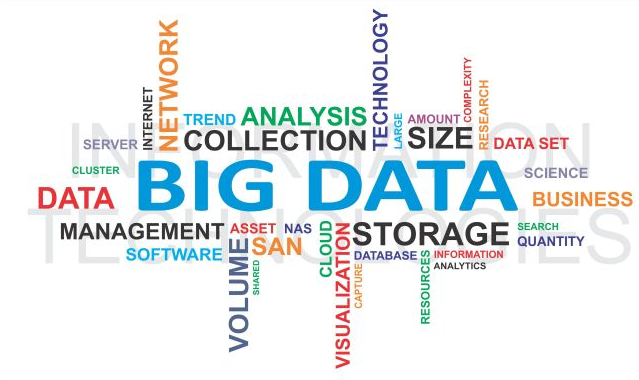 INFORMATION
TECHNOLOGIES
NETWORK
INTERNET
TECHNOLOGY
COMPLEXITY
RESEARCH
TREND
ANALYSIS
LARGE
AMOUNT
SERVER
COLLECTION
SIZE
DATA SET
CLUSTER
SCIENCE
DATA
BIG DATA
BUSINESS
MANAGEMENT
ASSET
NAS
STORAGE
SEARCH
QUANTITY
SOFTWARE
VOLUME
SAN
SHARED
CLOUD
VISUALIZATION
CAPTURE
DATABASE
RESOURCES
INFORMATION
ANALYTICS